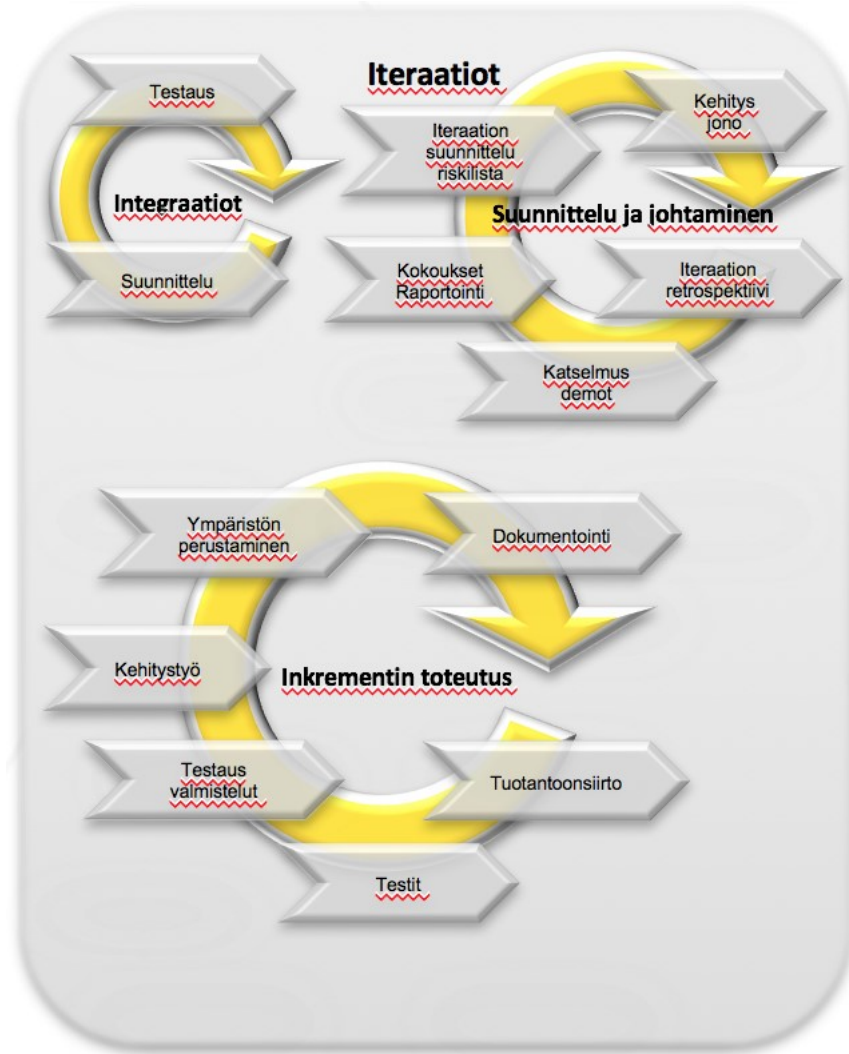 Iteraatiot
Testaus
Integraatiot
Suunnittelu
Kehitys
jono
Iteraation
suunnittelu
riskilista
Suunnittelu ja johtaminen
Kokoukset
Raportointi
Iteraation
retrospektiivi
Katselmus
demot
Ympäristön
perustaminen
Dokumentointi
Kehitystyö
Inkrementin toteutus
Testaus
valmistelut
Tuotantoonsiirto
Testit